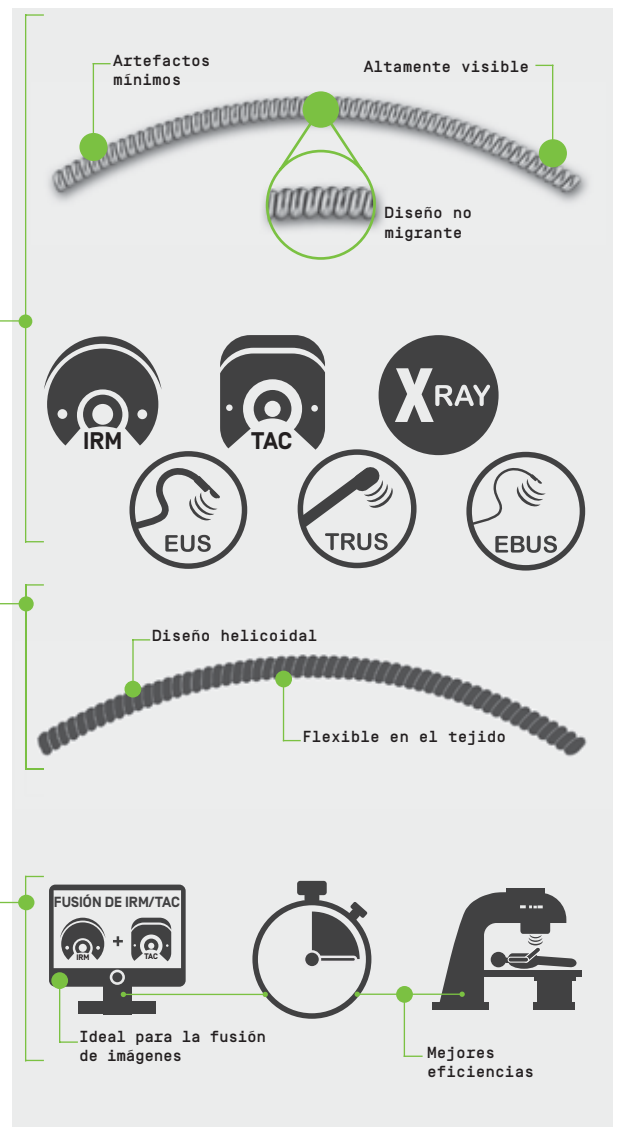 Artefactos
mínimos
Altamente visible
Diseño no
migrante
IRM
TAC
XRAY
EUS
TRUS
EBUS
Diseño helicoidal
Flexible en el tejido
FUSIÓN DE IRM/TAC
IRM
+
TAC
Ideal para la fusión
de imágenes
Mejores
eficiencias